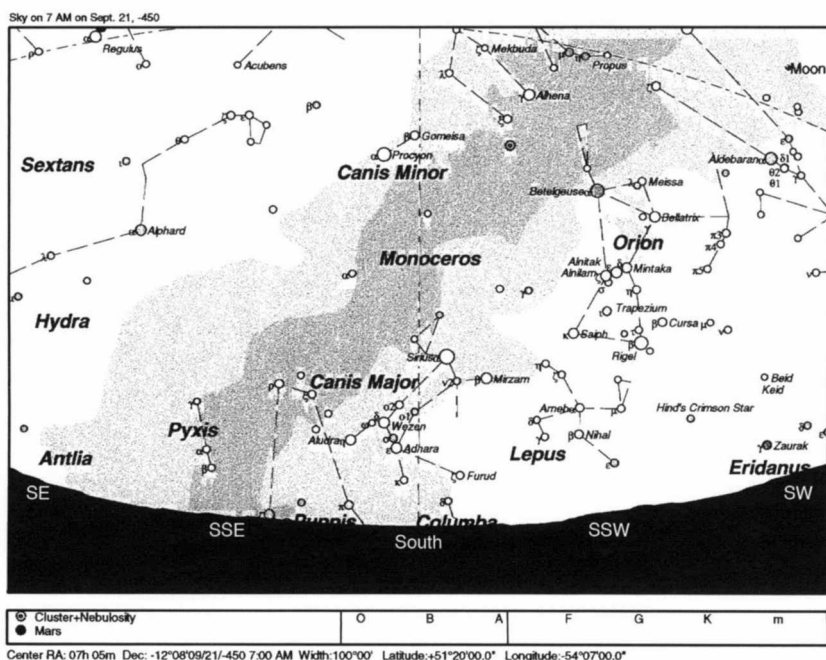 Sky on 7 AM on Sept. 21, -450
Regulus
Acubens
Mekbuda
Propus
Moon
Alhena
Gomeisa
Procyon
Canis Minor
Sextans
Aldebaran
Meissa
Betelgeuse
Bellatrix
Alphard
Orion
Monoceros
Alnitak
Alnilam
Mintaka
Trapezium
Hydra
Saiph
Cursa
Rigel
Sirius
Canis Major
Mirzam
Beid
Keid
Hind's Crimson Star
Pyxis
Wezen
Aludra
Adhara
Arneb
Nihal
Lepus
Zaurak
Antlia
Furud
Eridanus
SE
SW
Puppis
Columba
SSE
South
SSW
Cluster+Nebulosity
Mars
O B A F G K m
Center RA: 07h 05m Dec: -12°08'09/21/-450 7:00 AM Width:100°00' Latitude:+51°20'00.0" Longitude:-54°07'00.0"